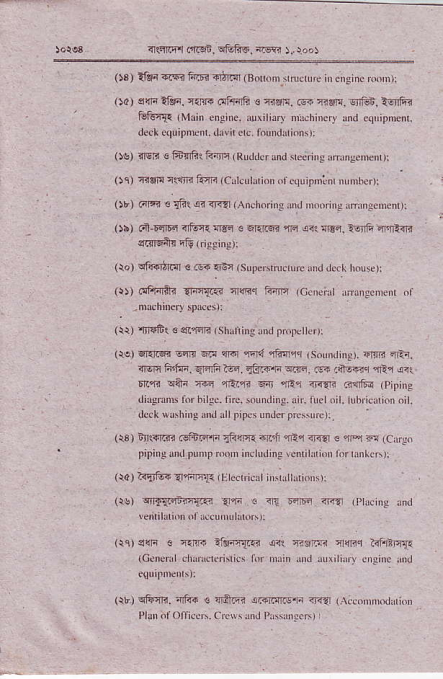 ১০২৩৪ বাংলাদেশ গেজেট, অতিরিক্ত, নভেম্বর ১, ২০০১
(১৪) ইঞ্জিন কক্ষের নিচের কাঠামো (Bottom structure in engine room);
(১৫) প্রধান ইঞ্জিন, সহায়ক মেশিনারি ও সরঞ্জাম, ডেক সরঞ্জাম, ড্যাভিট, ইত্যাদির
ভিত্তিসমূহ (Main engine, auxiliary machinery and equipment,
deck equipment, davit etc. foundations);
(১৬) রাডার ও স্টিয়ারিং বিন্যাস (Rudder and steering arrangement);
(১৭) সরঞ্জাম সংখ্যার হিসাব (Calculation of equipment number);
(১৮) নোঙ্গর ও মুরিং এর ব্যবস্থা (Anchoring and mooring arrangement);
(১৯) নৌ-চলাচল বাতিসহ মাস্তুল ও জাহাজের পাল এবং মাস্তুল, ইত্যাদি লাগাইবার
প্রয়োজনীয় দড়ি (rigging);
(২০) অধিকাঠামো ও ডেক হাউস (Superstructure and deck house);
(২১) মেশিনারীর স্থানসমূহের সাধারণ বিন্যাস (General arrangement of
machinery spaces);
(২২) শ্যাফটিং ও প্রপেলার (Shafting and propeller);
(২৩) জাহাজের তলায় জমে থাকা পদার্থ পরিমাপণ (Sounding), ফায়ার লাইন,
বাতাস নির্গমন, জ্বালানি তৈল, লুব্রিকেশন অয়েল, ডেক ধৌতকরণ পাইপ এবং
চাপের অধীন সকল পাইপের জন্য পাইপ ব্যবস্থার রেখাচিত্র (Piping
diagrams for bilge, fire, sounding, air, fuel oil, lubrication oil,
deck washing and all pipes under pressure);
(২৪) ট্যাংকারের ভেন্টিলেশন সুবিধাসহ কার্গো পাইপ ব্যবস্থা ও পাম্প রুম (Cargo
piping and pump room including ventilation for tankers);
(২৫) বৈদ্যুতিক স্থাপনাসমূহ (Electrical installations);
(২৬) অ্যাকুমুলেটরসমূহের স্থাপন ও বায়ু চলাচল ব্যবস্থা (Placing and
ventilation of accumulators);
(২৭) প্রধান ও সহায়ক ইঞ্জিনসমূহের এবং সরঞ্জামের সাধারণ বৈশিষ্ট্যসমূহ
(General characteristics for main and auxiliary engine and
equipments);
(২৮) অফিসার, নাবিক ও যাত্রীদের একোমোডেশন ব্যবস্থা (Accommodation
Plan of Officers, Crews and Passangers)।